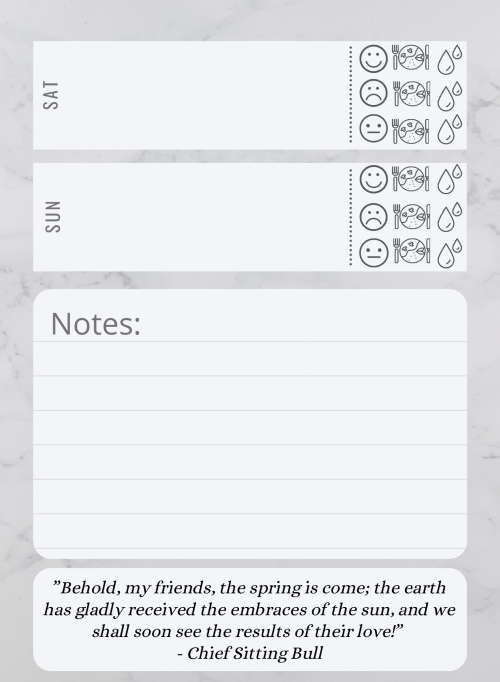 SAT
SUN
Notes:
”Behold, my friends, the spring is come; the earth
has gladly received the embraces of the sun, and we
shall soon see the results of their love!”
- Chief Sitting Bull